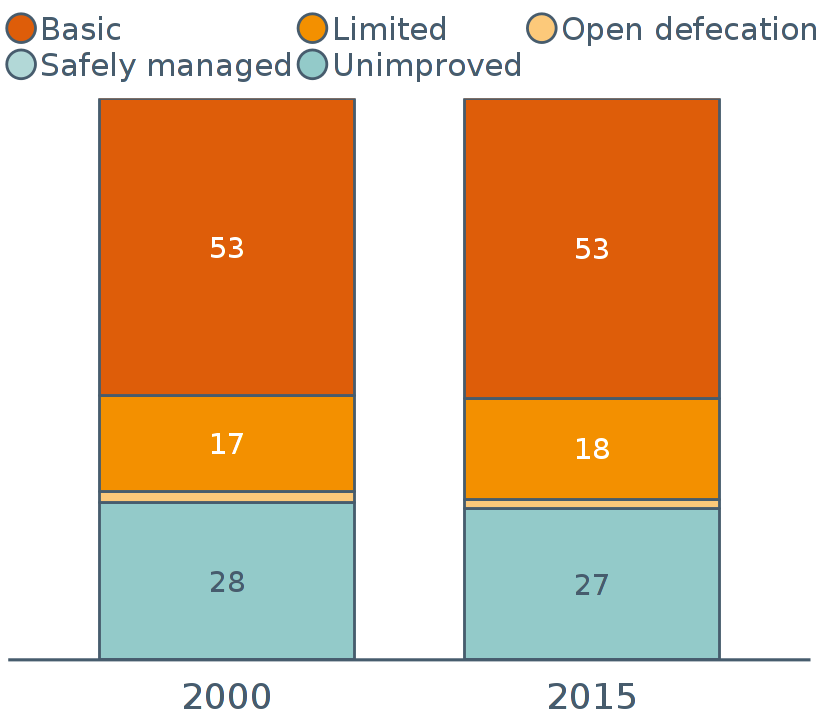 Basic Limited Open defecation
Safely managed Unimproved
53 53
17 18
28 27
2000 2015